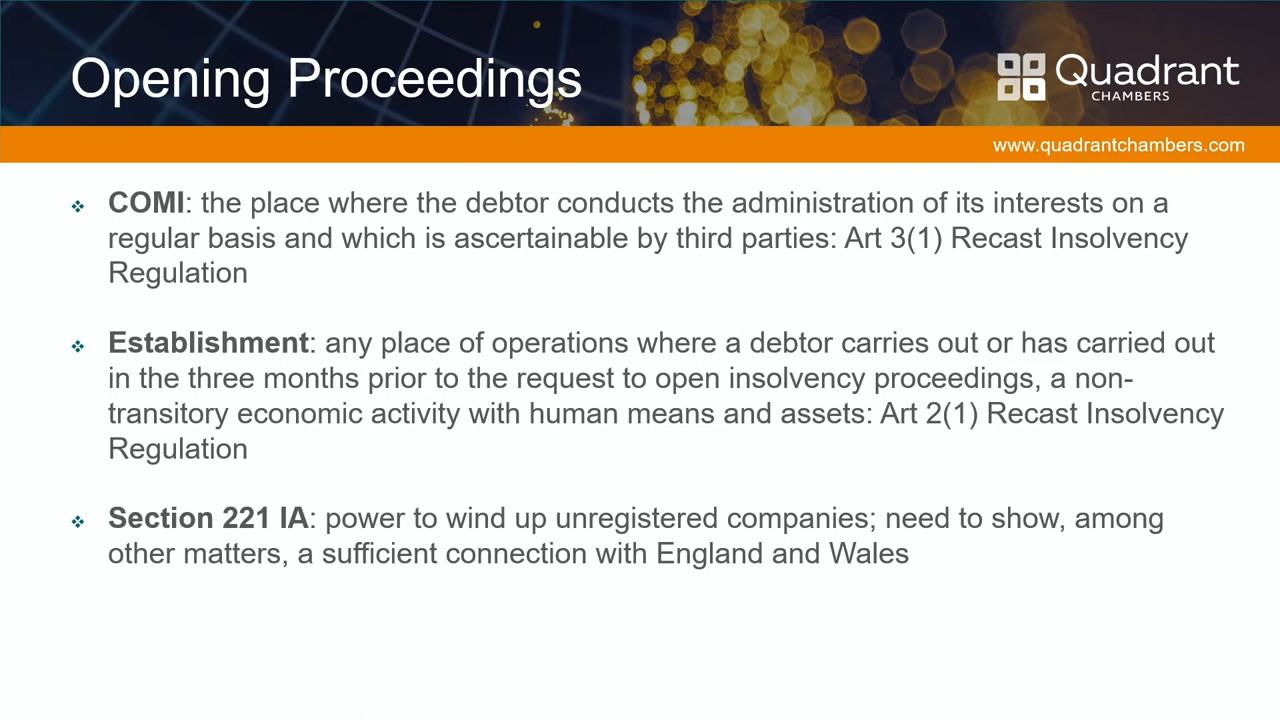 Opening Proceedings
Quadrant
CHAMBERS
www.quadrantchambers.com
COMI: the place where the debtor conducts the administration of its interests on a
regular basis and which is ascertainable by third parties: Art 3(1) Recast Insolvency
Regulation
Establishment: any place of operations where a debtor carries out or has carried out
in the three months prior to the request to open insolvency proceedings, a non-
transitory economic activity with human means and assets: Art 2(1) Recast Insolvency
Regulation
Section 221 IA: power to wind up unregistered companies; need to show, among
other matters, a sufficient connection with England and Wales